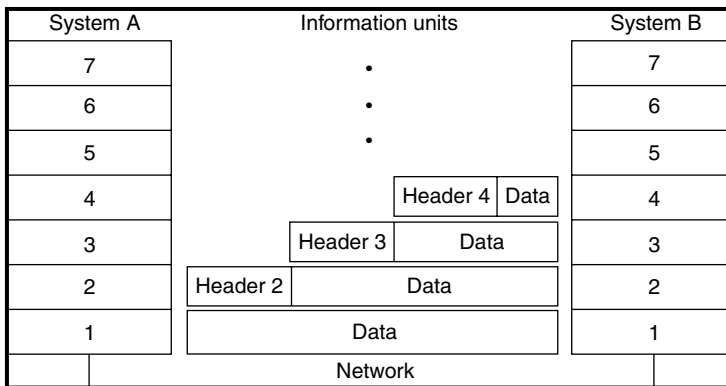 System A Information units System B
7 7
6 6
5 5
4 Header 4 Data 4
3 Header 3 Data 3
2 Header 2 Data 2
1 Data 1
Network